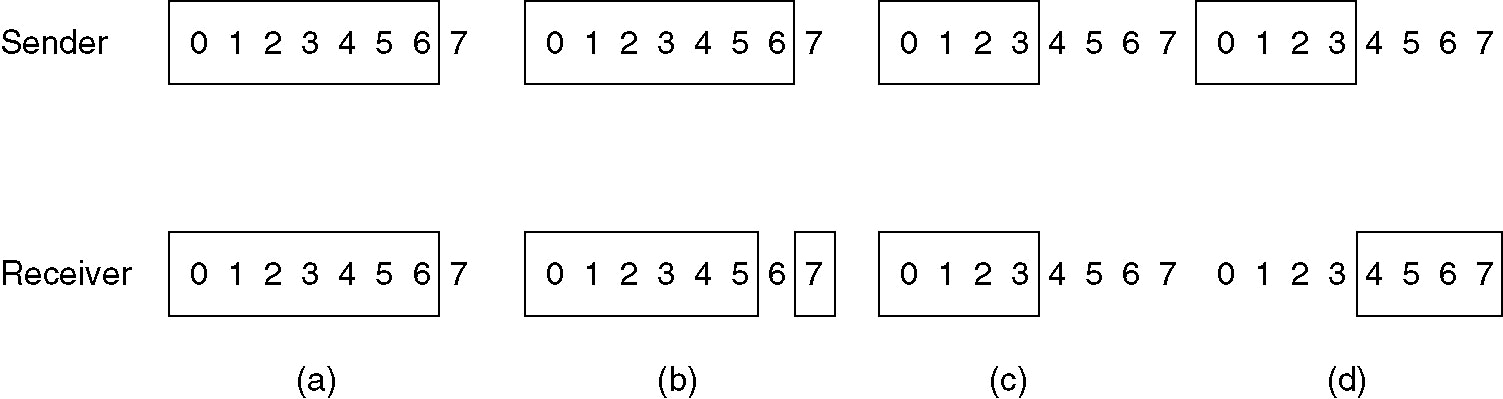 Sender 0 1 2 3 4 5 6 7 0 1 2 3 4 5 6 7 0 1 2 3 4 5 6 7 0 1 2 3 4 5 6 7
Receiver 0 1 2 3 4 5 6 7 0 1 2 3 4 5 6 7 0 1 2 3 4 5 6 7 0 1 2 3 4 5 6 7
(a) (b) (c) (d)